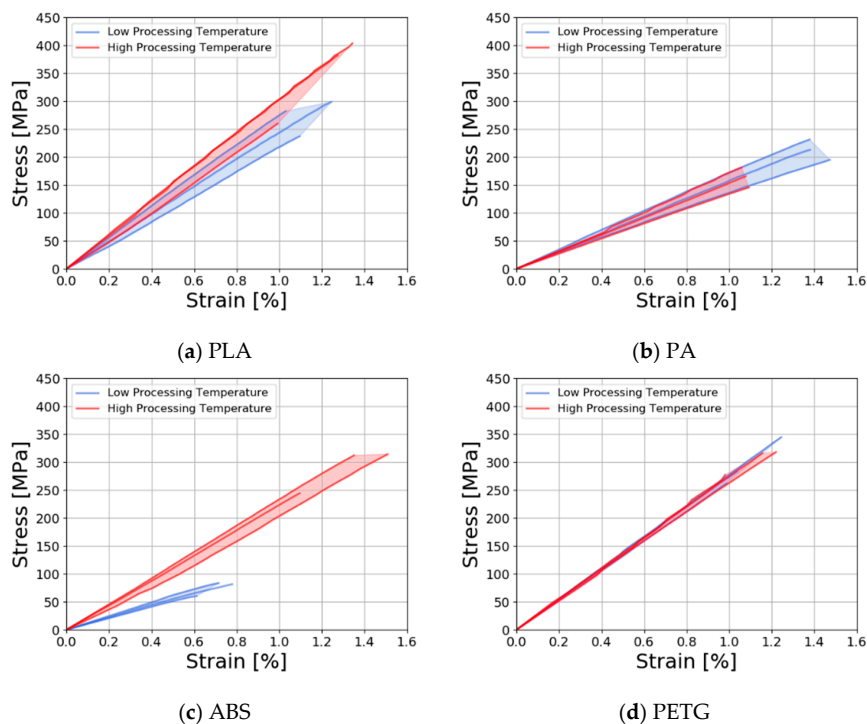 450
400
350
300
250
200
150
100
50
0
Stress [MPa]
Low Processing Temperature
High Processing Temperature
0.0 0.2 0.4 0.6 0.8 1.0 1.2 1.4 1.6
Strain [%]
(a) PLA
450
400
350
300
250
200
150
100
50
0
Stress [MPa]
Low Processing Temperature
High Processing Temperature
0.0 0.2 0.4 0.6 0.8 1.0 1.2 1.4 1.6
Strain [%]
(b) PA
450
400
350
300
250
200
150
100
50
0
Stress [MPa]
Low Processing Temperature
High Processing Temperature
0.0 0.2 0.4 0.6 0.8 1.0 1.2 1.4 1.6
Strain [%]
(c) ABS
450
400
350
300
250
200
150
100
50
0
Stress [MPa]
Low Processing Temperature
High Processing Temperature
0.0 0.2 0.4 0.6 0.8 1.0 1.2 1.4 1.6
Strain [%]
(d) PETG